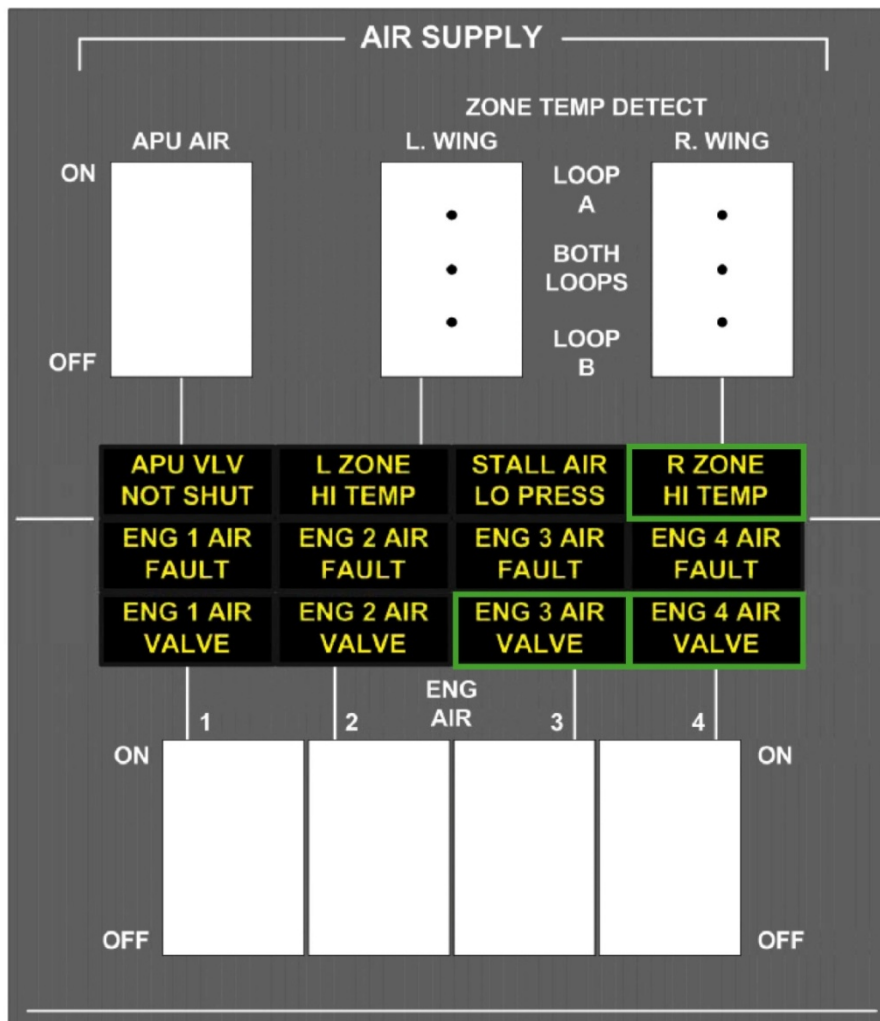 AIR SUPPLY
ZONE TEMP DETECT
APU AIR
L. WING
R. WING
ON
OFF
LOOP
A
BOTH
LOOPS
LOOP
B
APU VLV
NOT SHUT
L ZONE
HI TEMP
STALL AIR
LO PRESS
R ZONE
HI TEMP
ENG 1 AIR
FAULT
ENG 2 AIR
FAULT
ENG 3 AIR
FAULT
ENG 4 AIR
FAULT
ENG 1 AIR
VALVE
ENG 2 AIR
VALVE
ENG 3 AIR
VALVE
ENG 4 AIR
VALVE
ENG
AIR
1
2
3
4
ON
ON
OFF
OFF